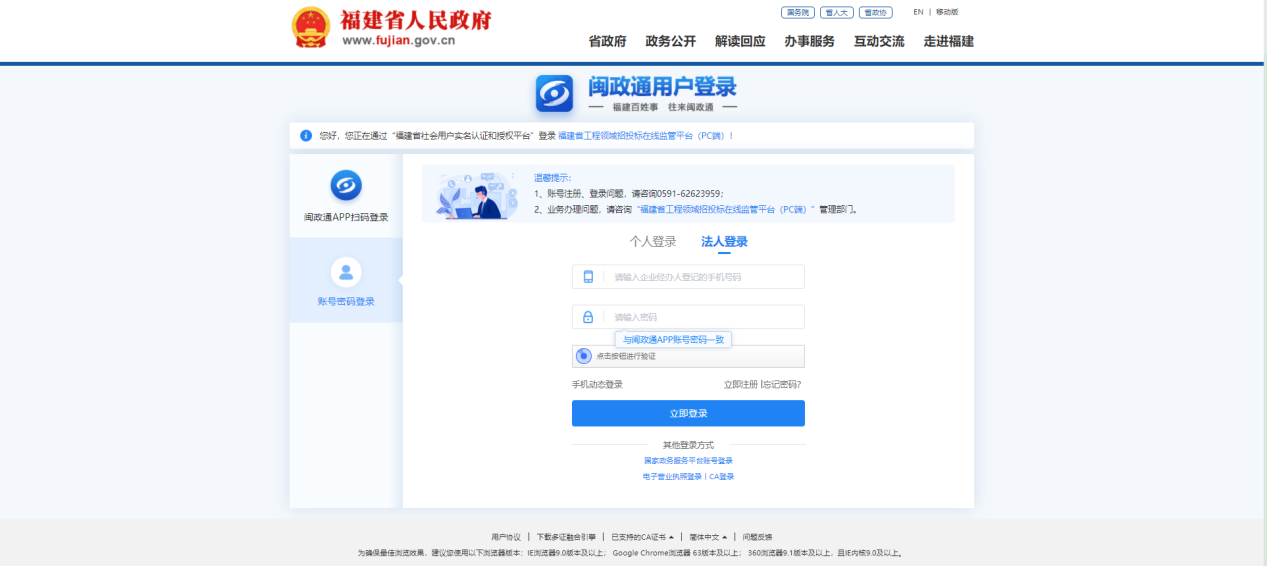 国务院 省人大 省政协 EN | 移动版
福建省人民政府
www.fujian.gov.cn
省政府 政务公开 解读回应 办事服务 互动交流 走进福建
闽政通用户登录
福建百姓事 往来闽政通
您好，您正在通过“福建省社会用户实名认证和授权平台”登录 福建省工程领域招投标在线监管平台（PC端）！
闽政通APP扫码登录
账号密码登录
温馨提示：
1、账号注册、登录问题，请咨询0591-62623959；
2、业务办理问题，请咨询“福建省工程领域招投标在线监管平台（PC端）”管理部门。
个人登录 法人登录
请输入企业经办人登记的手机号码
请输入密码
与闽政通APP账号密码一致
点击按钮进行验证
手机动态登录 立即注册 |忘记密码?
立即登录
其他登录方式
国家政务服务平台账号登录
电子营业执照登录 | CA登录
用户协议 | 下载多证融合引擎 | 已支持的CA证书 | 简体中文 | 问题反馈
为确保最佳浏览效果，建议您使用以下浏览器版本：IE浏览器9.0版本及以上； Google Chrome浏览器 63版本及以上； 360浏览器9.1版本及以上，且IE内核9.0及以上。